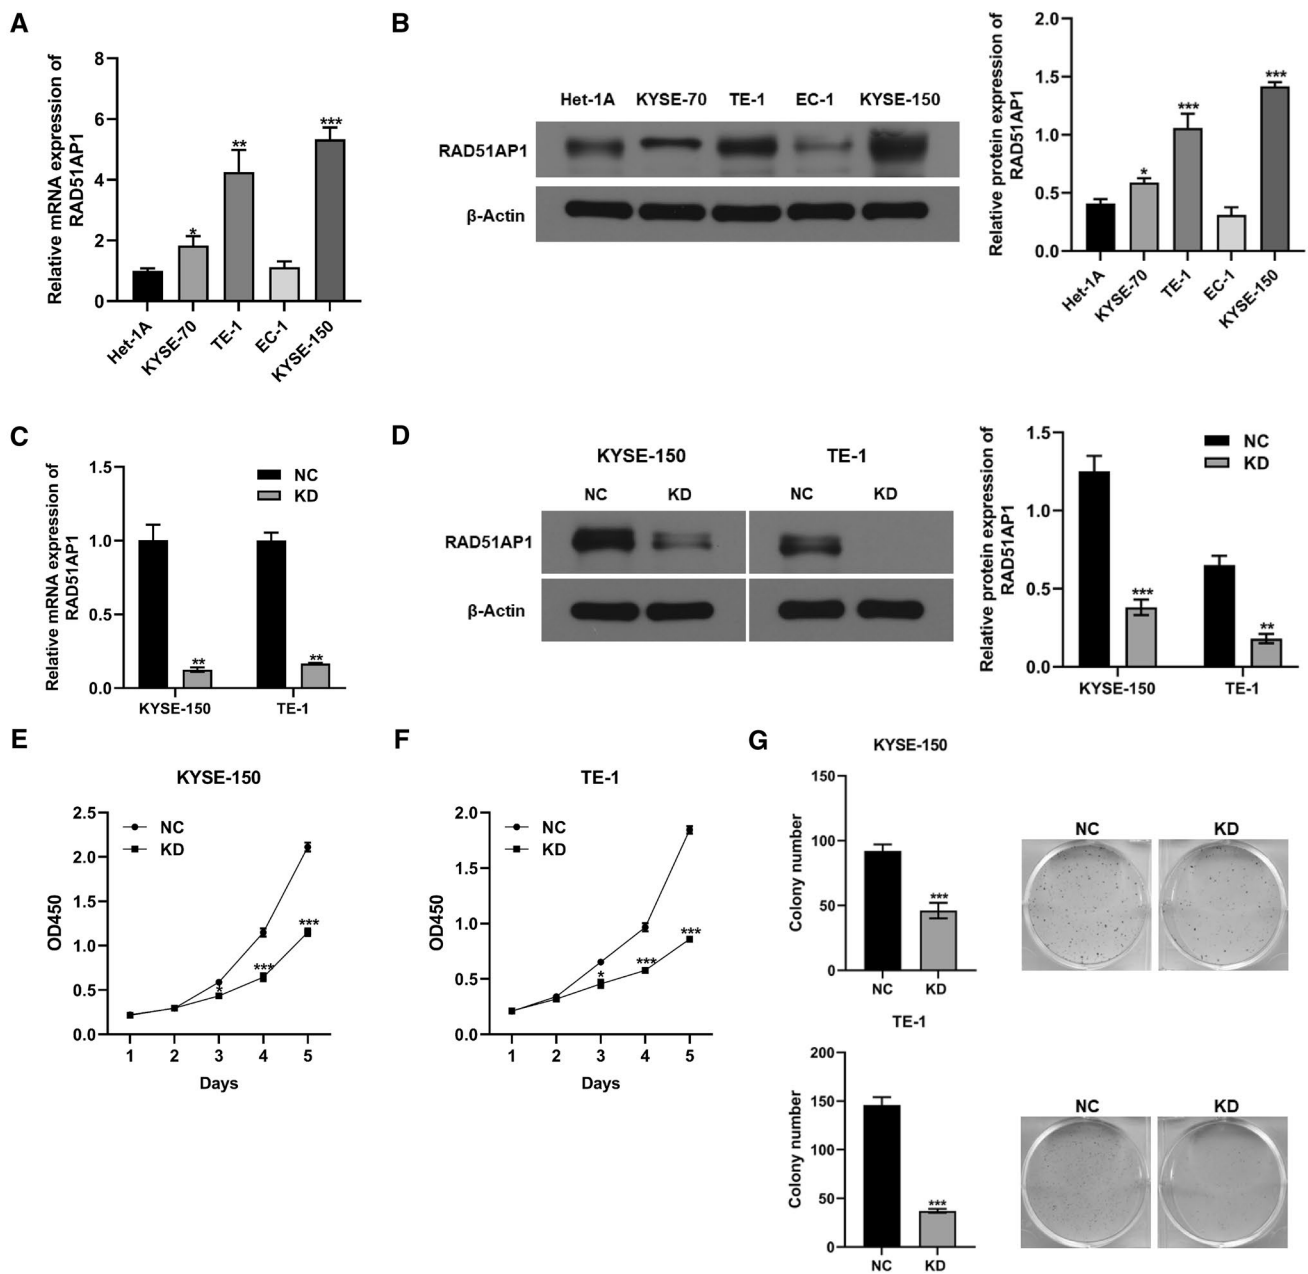 A
Relative mRNA expression of
RAD51AP1
8
6
4
2
0
*
**
***
Het-1A
KYSE-70
TE-1
EC-1
KYSE-150
B
Het-1A KYSE-70 TE-1 EC-1 KYSE-150
RAD51AP1
β-Actin
Relative protein expression of
RAD51AP1
2.0
1.5
1.0
0.5
0.0
*
***
***
Het-1A
KYSE-70
TE-1
EC-1
KYSE-150
C
Relative mRNA expression of
RAD51AP1
1.5
1.0
0.5
0.0
NC
KD
**
**
KYSE-150
TE-1
D
KYSE-150 TE-1
NC KD NC KD
RAD51AP1
β-Actin
Relative protein expression of
RAD51AP1
1.5
1.0
0.5
0.0
NC
KD
***
**
KYSE-150
TE-1
E
KYSE-150
OD450
2.5
2.0
1.5
1.0
0.5
0.0
NC
KD
*
***
***
1 2 3 4 5
Days
F
TE-1
OD450
2.0
1.5
1.0
0.5
0.0
NC
KD
*
***
***
1 2 3 4 5
Days
G
KYSE-150
Colony number
150
100
50
0
***
NC KD
NC KD
TE-1
Colony number
200
150
100
50
0
***
NC KD
NC KD